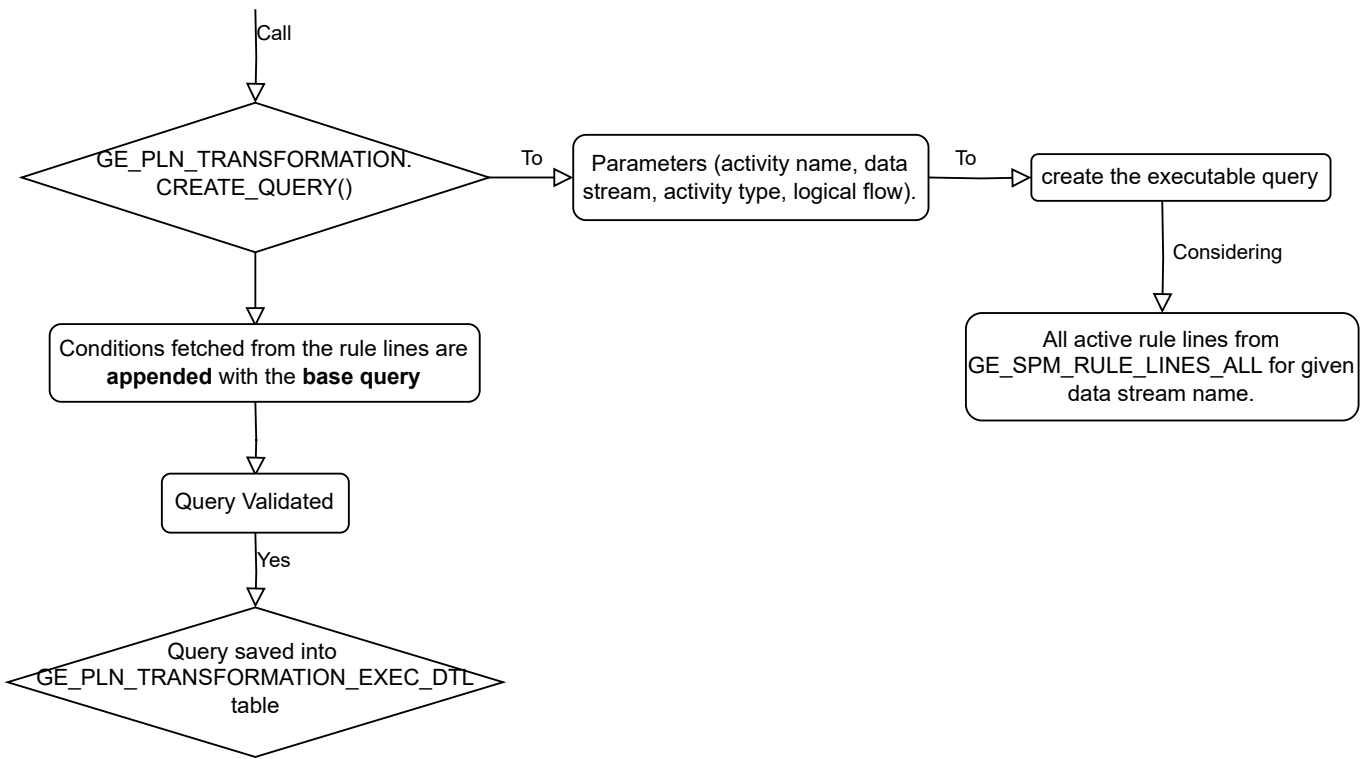 Call
GE_PLN_TRANSFORMATION.
CREATE_QUERY()
To
Parameters (activity name, data
stream, activity type, logical flow).
To
create the executable query
Considering
All active rule lines from
GE_SPM_RULE_LINES_ALL for given
data stream name.
Conditions fetched from the rule lines are
appended with the base query
Query Validated
Yes
Query saved into
GE_PLN_TRANSFORMATION_EXEC_DTL
table